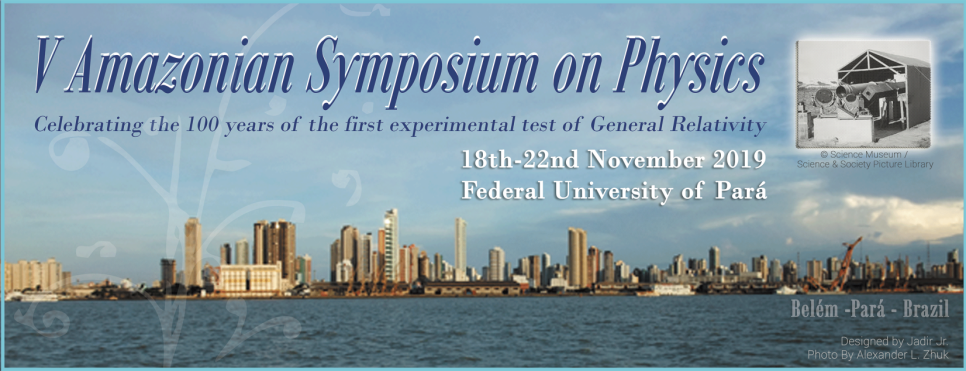 V Amazonian Symposium on Physics
Celebrating the 100 years of the first experimental test of General Relativity
18th-22nd November 2019
Federal University of Pará
© Science Museum /
Science & Society Picture Library
Belém -Pará - Brazil
Designed by Jadir Jr.
Photo By Alexander L. Zhuk